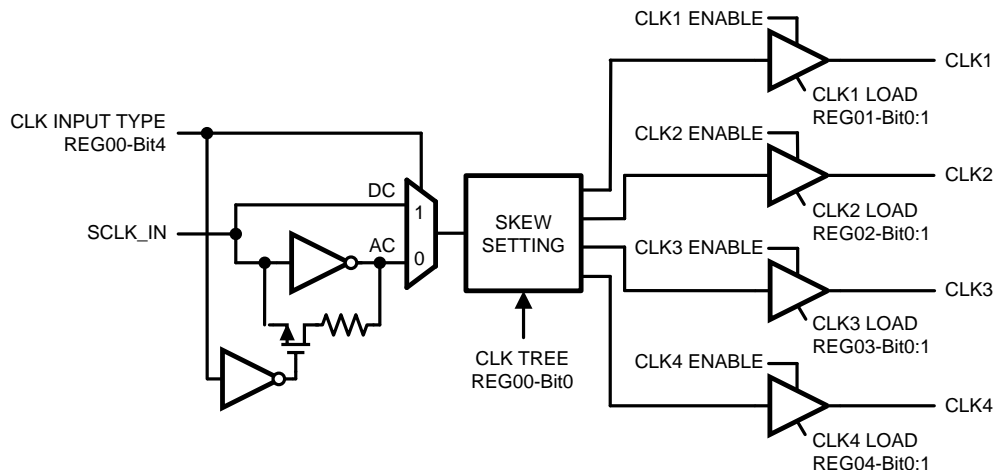 CLK INPUT TYPE
REG00-Bit4
SCLK_IN
DC
AC
1
0
SKEW
SETTING
CLK TREE
REG00-Bit0
CLK1 ENABLE
CLK1
CLK1 LOAD
REG01-Bit0:1
CLK2 ENABLE
CLK2
CLK2 LOAD
REG02-Bit0:1
CLK3 ENABLE
CLK3
CLK3 LOAD
REG03-Bit0:1
CLK4 ENABLE
CLK4
CLK4 LOAD
REG04-Bit0:1